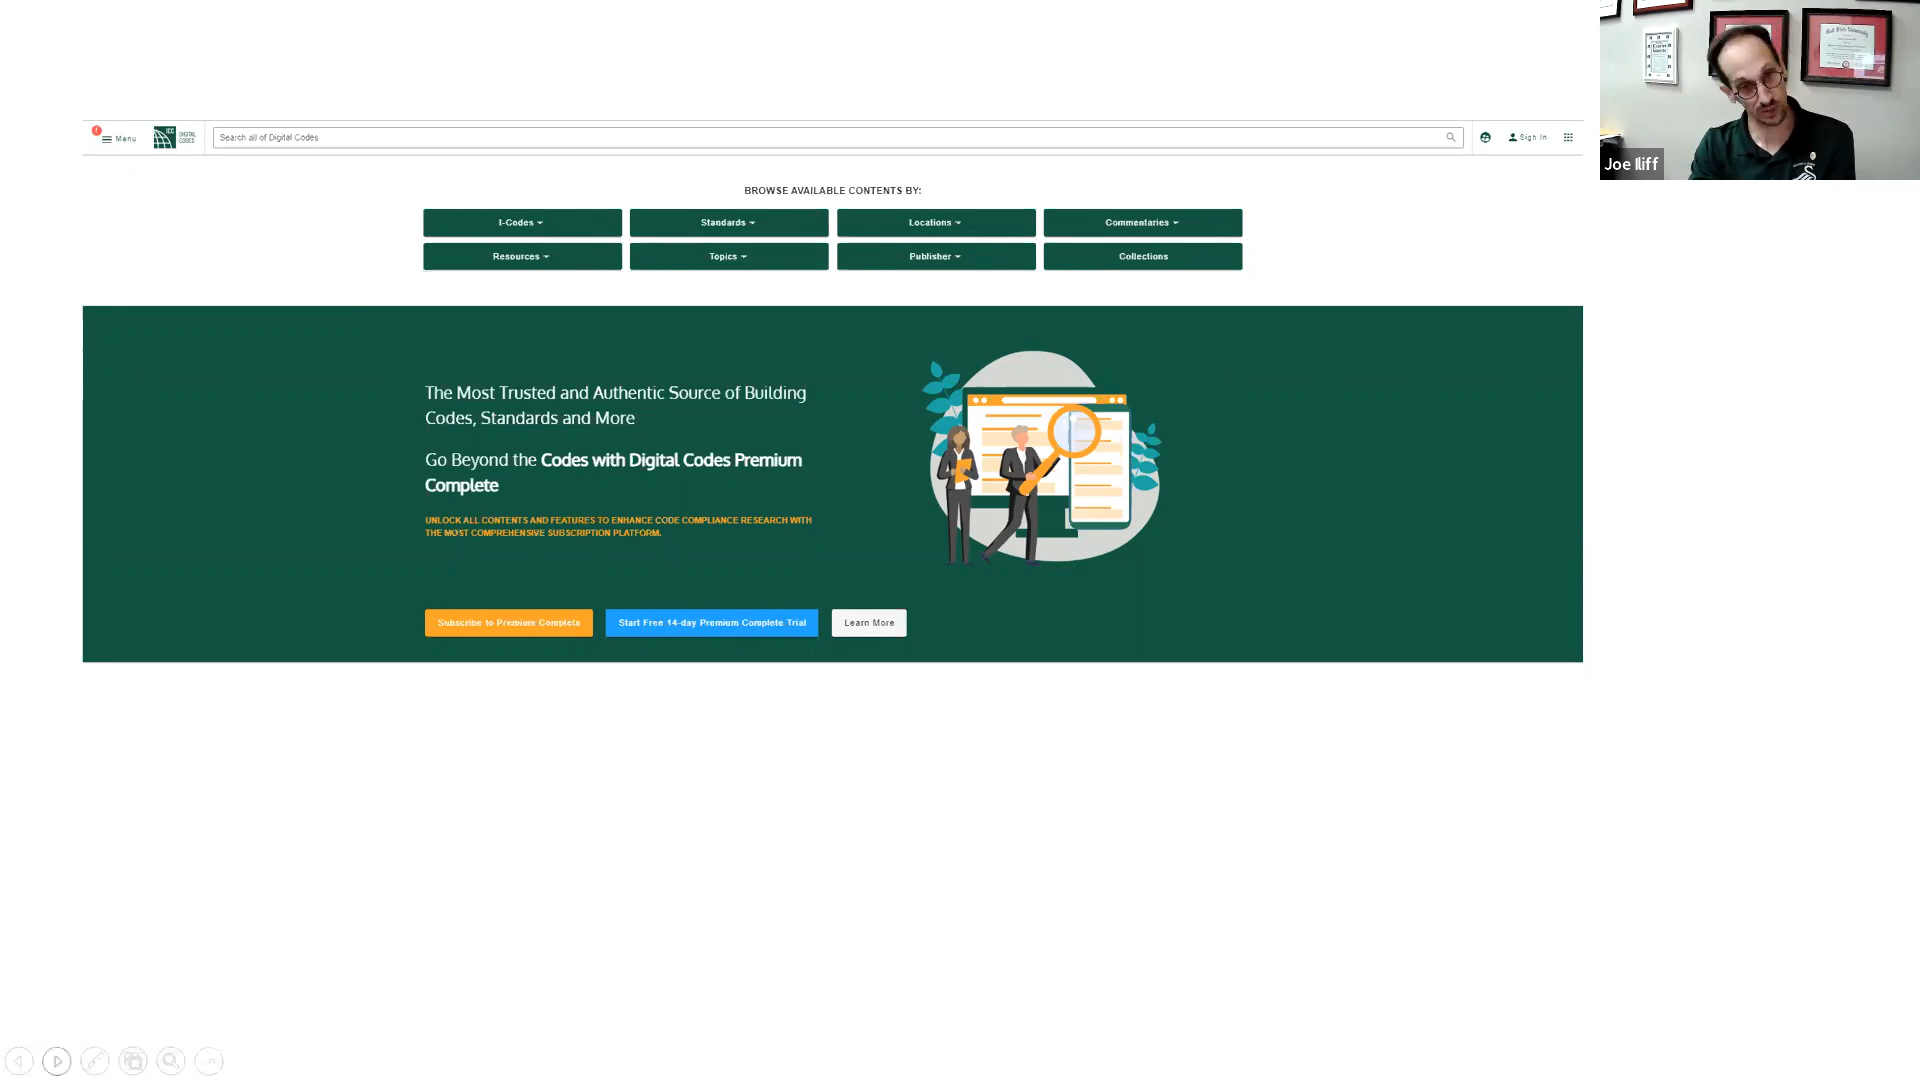 Menu
ICC
DIGITAL
CODES
Search all of Digital Codes
Sign In
BROWSE AVAILABLE CONTENTS BY:
I-Codes
Standards
Locations
Commentaries
Resources
Topics
Publisher
Collections
The Most Trusted and Authentic Source of Building
Codes, Standards and More
Go Beyond the Codes with Digital Codes Premium
Complete
UNLOCK ALL CONTENTS AND FEATURES TO ENHANCE CODE COMPLIANCE RESEARCH WITH
THE MOST COMPREHENSIVE SUBSCRIPTION PLATFORM.
Subscribe to Premium Complete
Start Free 14-day Premium Complete Trial
Learn More
Joe Iliff